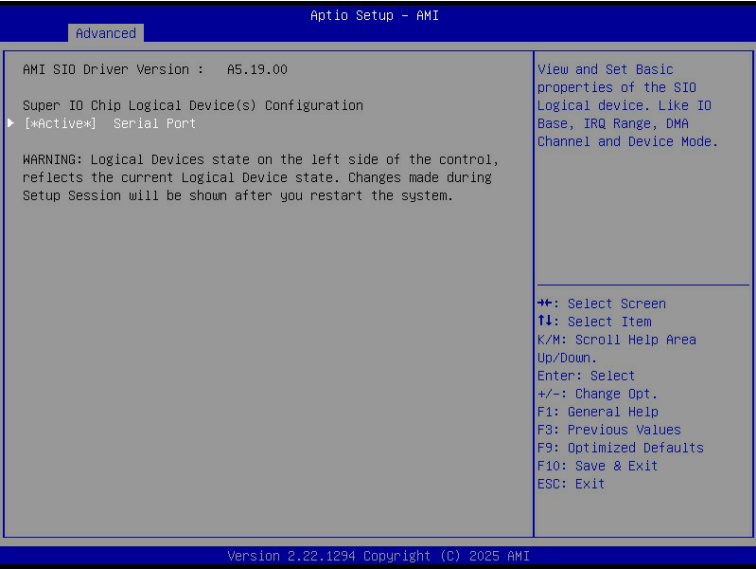 Aptio Setup – AMI
Advanced
AMI SIO Driver Version :   A5.19.00
Super IO Chip Logical Device(s) Configuration
[*Active*]  Serial Port
WARNING: Logical Devices state on the left side of the control,
reflects the current Logical Device state. Changes made during
Setup Session will be shown after you restart the system.
View and Set Basic
properties of the SIO
Logical device. Like IO
Base, IRQ Range, DMA
Channel and Device Mode.
→←: Select Screen
↑↓: Select Item
K/M: Scroll Help Area
Up/Down.
Enter: Select
+/-: Change Opt.
F1: General Help
F3: Previous Values
F9: Optimized Defaults
F10: Save & Exit
ESC: Exit
Version 2.22.1294 Copyright (C) 2025 AMI